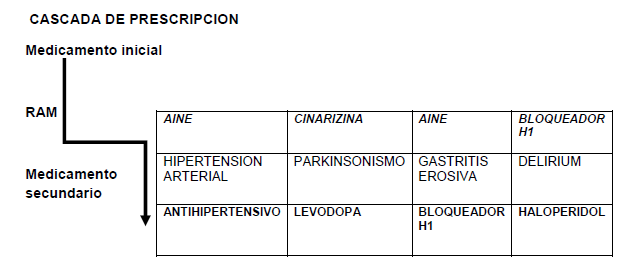 CASCADA DE PRESCRIPCION
Medicamento inicial
RAM
Medicamento
secundario
AINE
CINARIZINA
AINE
BLOQUEADOR
H1
HIPERTENSION
ARTERIAL
PARKINSONISMO
GASTRITIS
EROSIVA
DELIRIUM
ANTIHIPERTENSIVO
LEVODOPA
BLOQUEADOR
H1
HALOPERIDOL